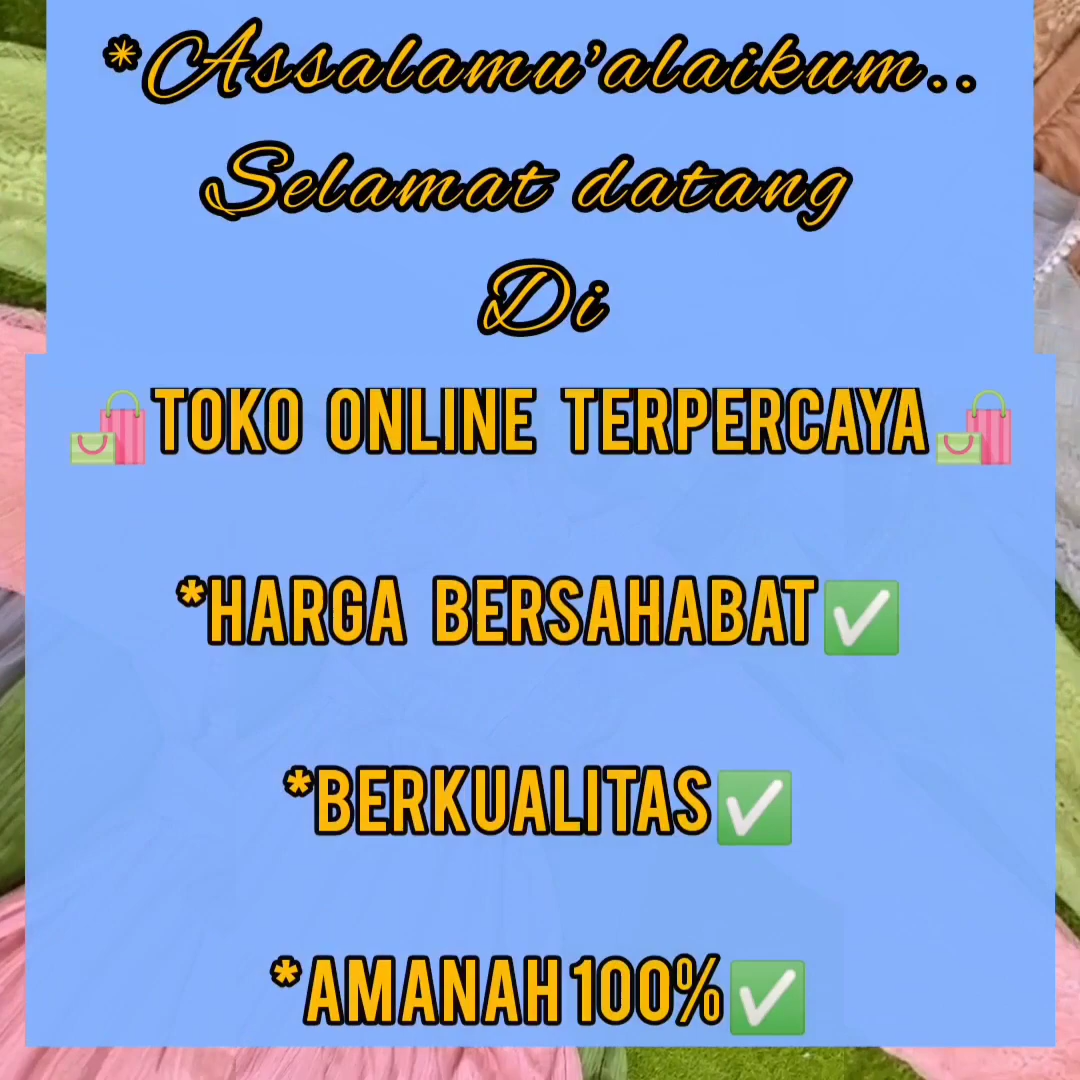 *Assalamu'alaikum..
Selamat datang
Di
🛍️TOKO ONLINE TERPERCAYA🛍️
*HARGA BERSAHABAT✅
*BERKUALITAS✅
*AMANAH 100%✅